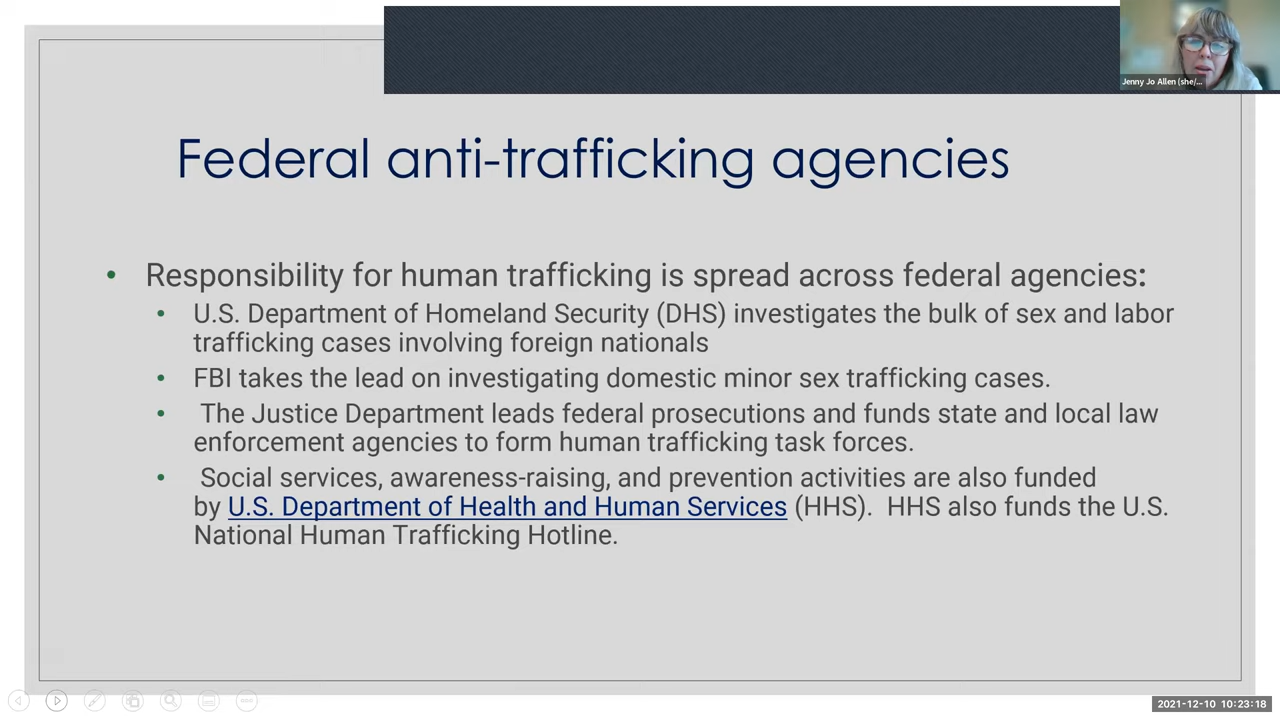 Jenny Jo Allen (she/...
Federal anti-trafficking agencies
• Responsibility for human trafficking is spread across federal agencies:
• U.S. Department of Homeland Security (DHS) investigates the bulk of sex and labor
trafficking cases involving foreign nationals
• FBI takes the lead on investigating domestic minor sex trafficking cases.
• The Justice Department leads federal prosecutions and funds state and local law
enforcement agencies to form human trafficking task forces.
• Social services, awareness-raising, and prevention activities are also funded
by U.S. Department of Health and Human Services (HHS). HHS also funds the U.S.
National Human Trafficking Hotline.
2021-12-10 10:23:18